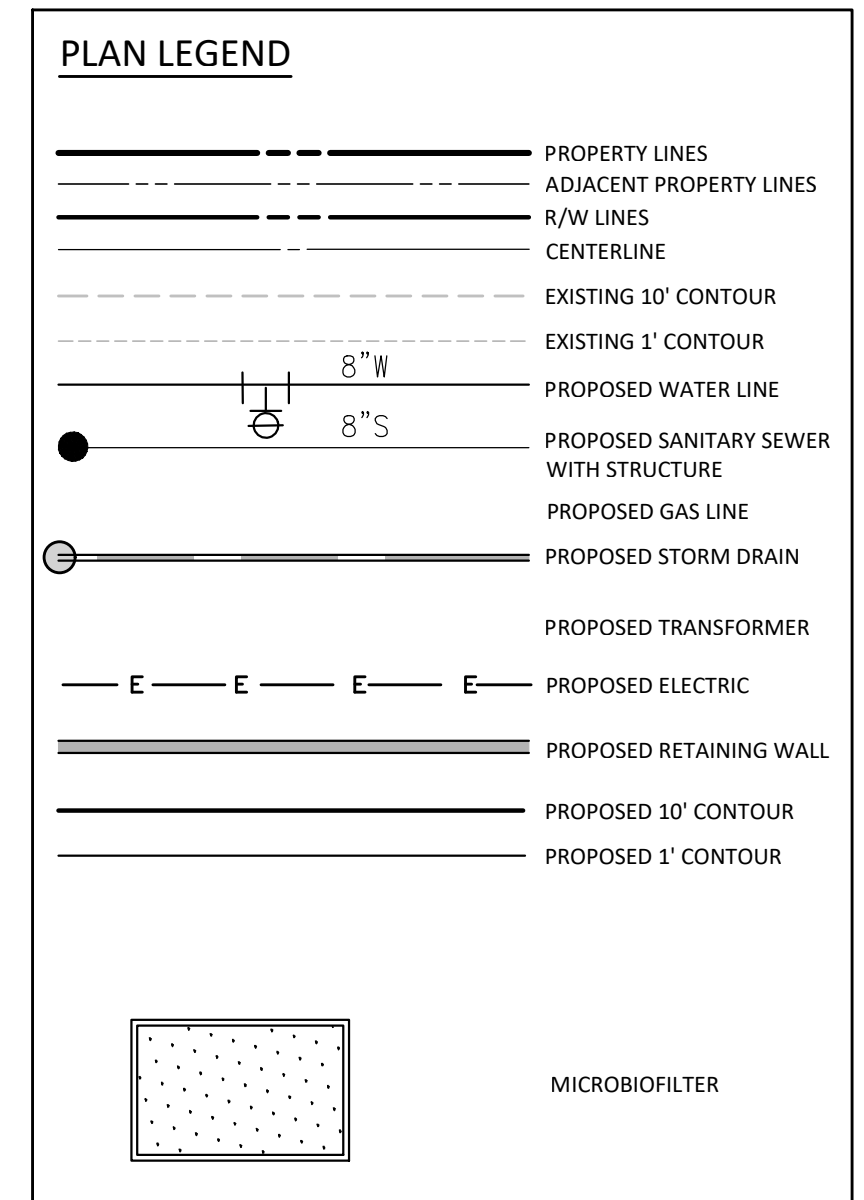 PLAN LEGEND
PROPERTY LINES
ADJACENT PROPERTY LINES
R/W LINES
CENTERLINE
EXISTING 10' CONTOUR
EXISTING 1' CONTOUR
8"W
PROPOSED WATER LINE
8"S
PROPOSED SANITARY SEWER
WITH STRUCTURE
PROPOSED GAS LINE
PROPOSED STORM DRAIN
PROPOSED TRANSFORMER
E E E E PROPOSED ELECTRIC
PROPOSED RETAINING WALL
PROPOSED 10' CONTOUR
PROPOSED 1' CONTOUR
MICROBIOFILTER